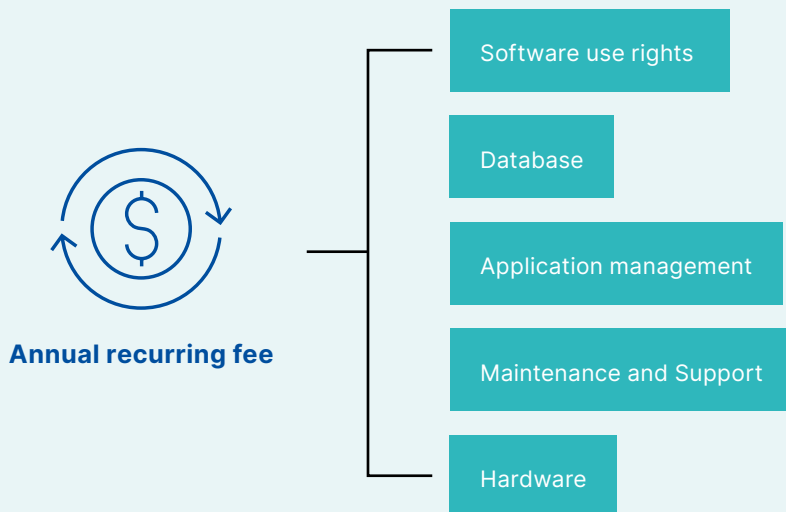 Software use rights
Database
Application management
Annual recurring fee
Maintenance and Support
Hardware